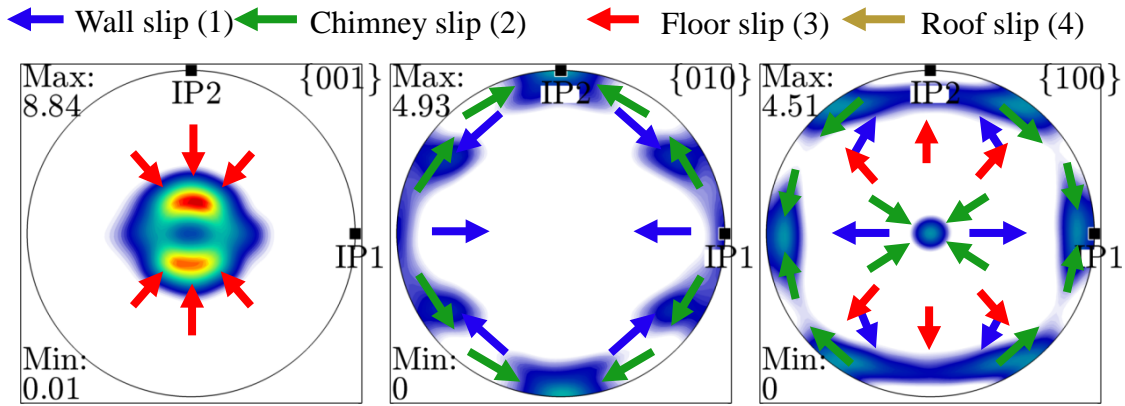 Wall slip (1) Chimney slip (2) Floor slip (3) Roof slip (4)
Max: 8.84 IP2 {001} IP1 Min: 0.01
Max: 4.93 IP2 {010} IP1 Min: 0
Max: 4.51 IP2 {100} IP1 Min: 0